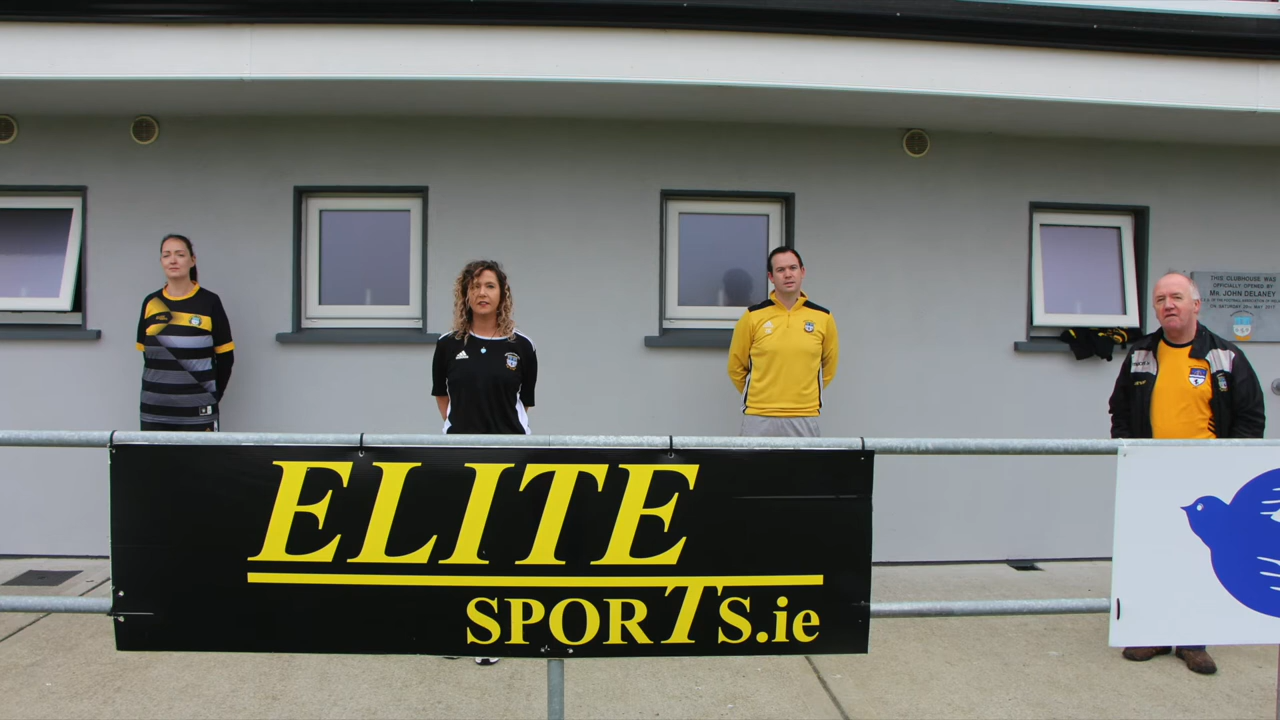 ELITE
SPORTS.ie
THIS CLUBHOUSE WAS
OFFICIALLY OPENED BY
MR. JOHN DELANEY